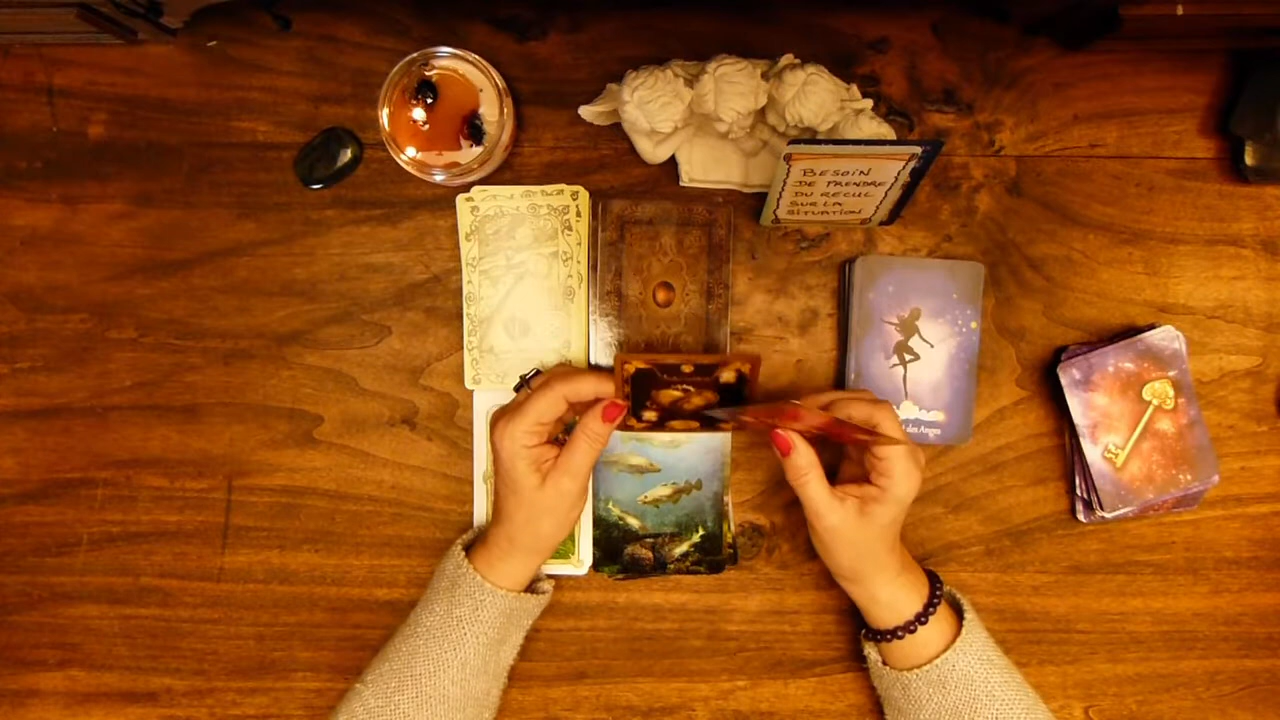 BESOIN
DE PRENDRE
DU RECUL
SUR LA
SITUATION
des Anges